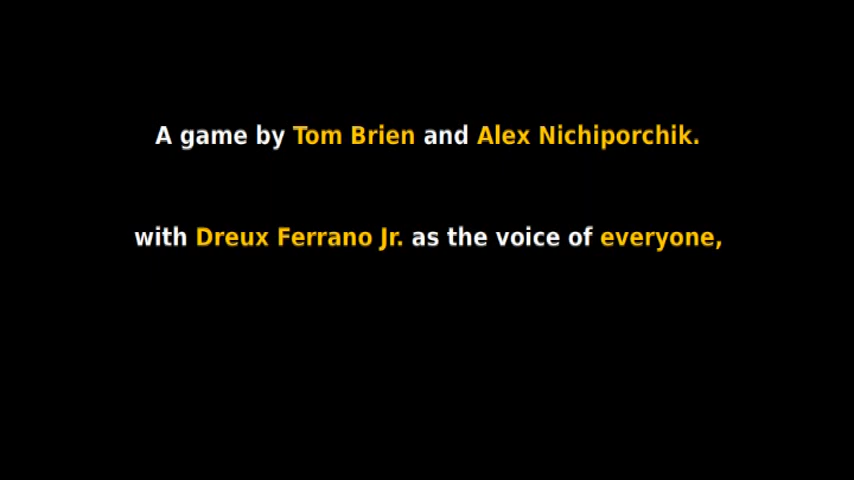 A game by Tom Brien and Alex Nichiporchik.
with Dreux Ferrano Jr. as the voice of everyone,